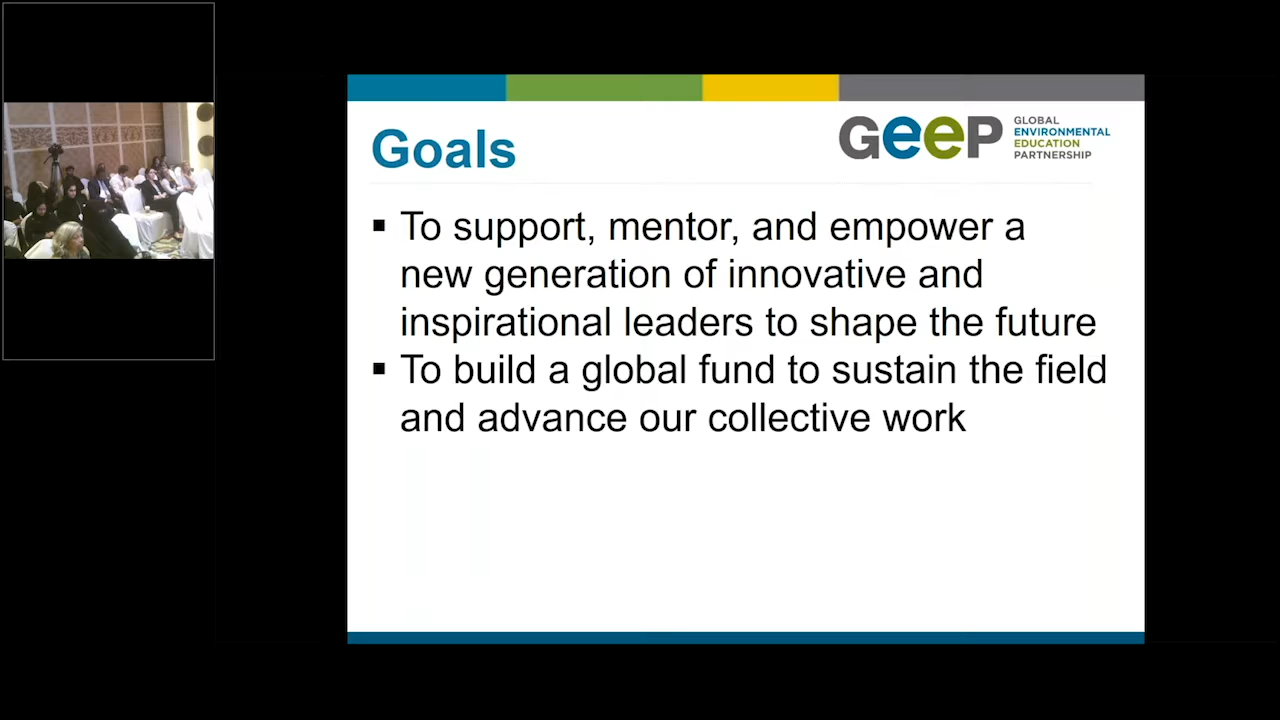 Goals
GeeP
GLOBAL
ENVIRONMENTAL
EDUCATION
PARTNERSHIP
▪ To support, mentor, and empower a
new generation of innovative and
inspirational leaders to shape the future
▪ To build a global fund to sustain the field
and advance our collective work